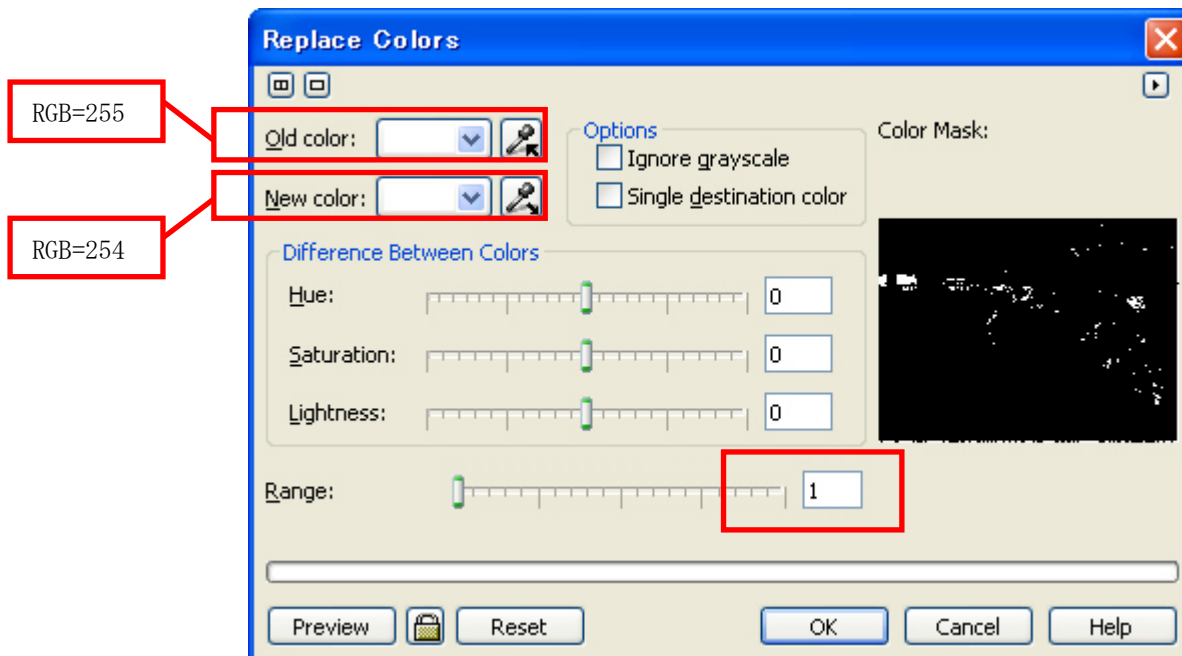 Replace Colors
RGB=255
Old color:
Options
Color Mask:
Ignore grayscale
New color:
Single destination color
RGB=254
Difference Between Colors
Hue:
0
Saturation:
0
Lightness:
0
Range:
1
Preview
Reset
OK
Cancel
Help